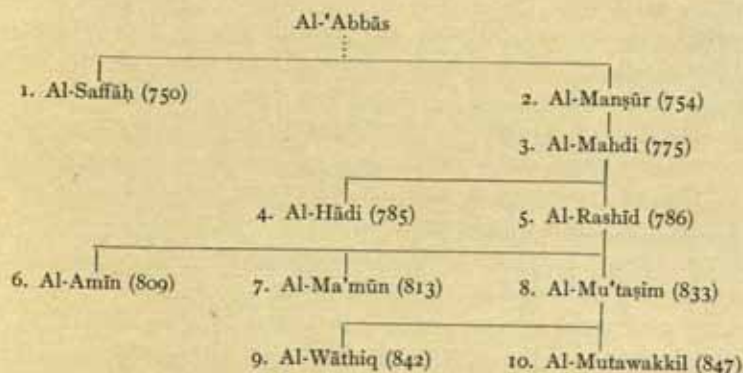 Al-'Abbās
1. Al-Saffāḥ (750) 2. Al-Manṣūr (754)
3. Al-Mahdi (775)
4. Al-Hādi (785) 5. Al-Rashīd (786)
6. Al-Amīn (809) 7. Al-Ma'mūn (813) 8. Al-Mu'taṣim (833)
9. Al-Wāthiq (842) 10. Al-Mutawakkil (847)